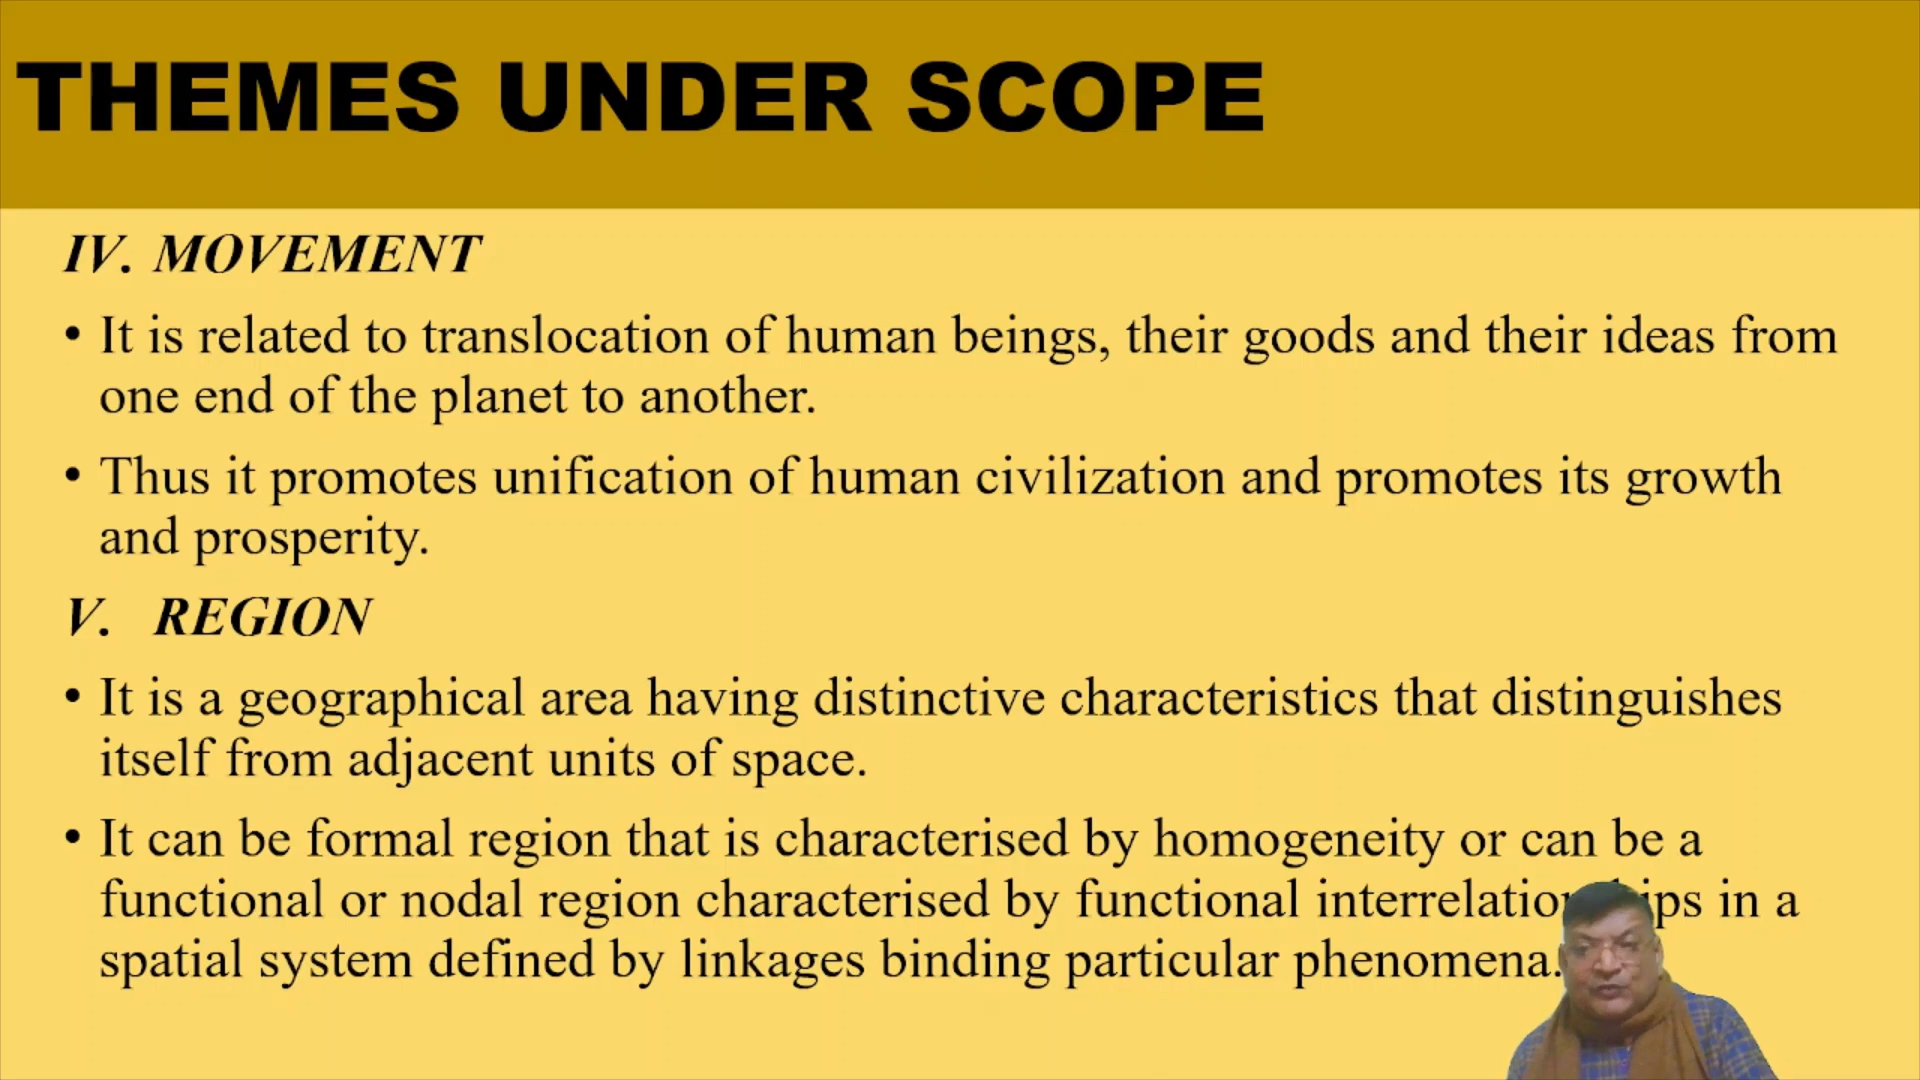 THEMES UNDER SCOPE
IV. MOVEMENT
• It is related to translocation of human beings, their goods and their ideas from
one end of the planet to another.
• Thus it promotes unification of human civilization and promotes its growth
and prosperity.
V. REGION
• It is a geographical area having distinctive characteristics that distinguishes
itself from adjacent units of space.
• It can be formal region that is characterised by homogeneity or can be a
functional or nodal region characterised by functional interrelationships in a
spatial system defined by linkages binding particular phenomena.